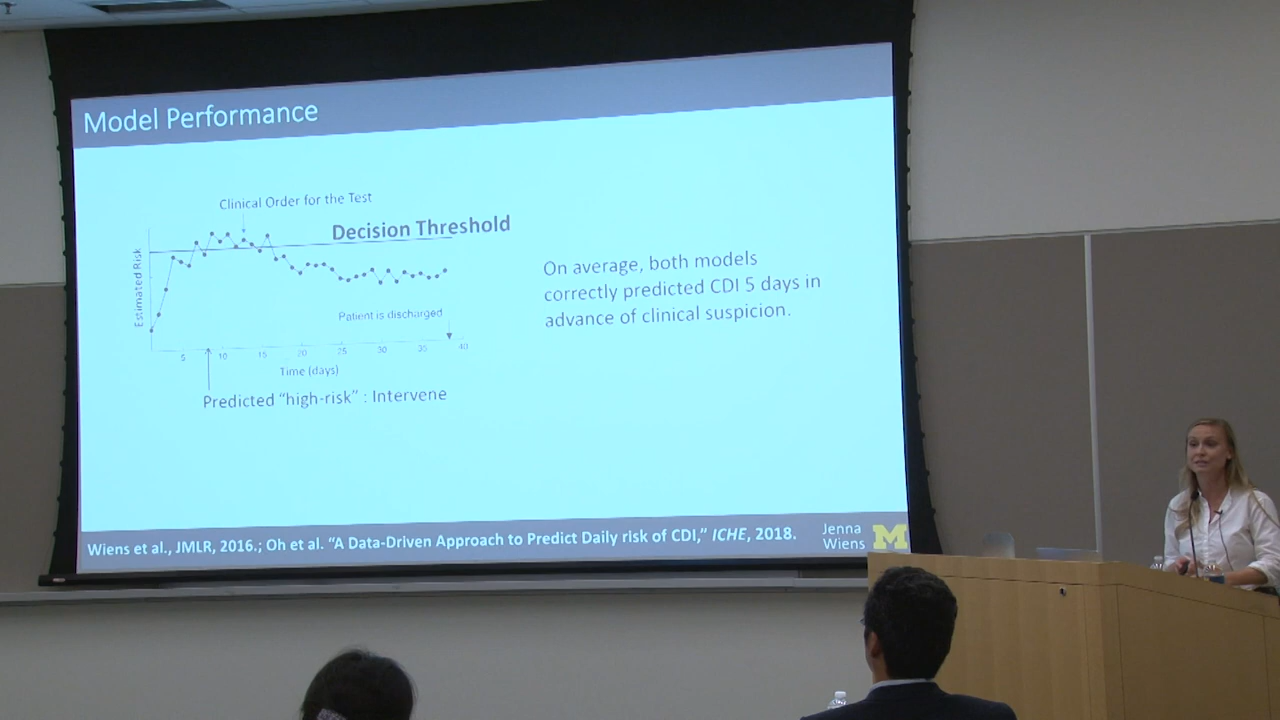 Model Performance
Clinical Order for the Test
Decision Threshold
Estimated Risk
Patient is discharged
5 10 15 20 25 30 35 40
Time (days)
Predicted “high-risk” : Intervene
On average, both models
correctly predicted CDI 5 days in
advance of clinical suspicion.
Wiens et al., JMLR, 2016.; Oh et al. “A Data-Driven Approach to Predict Daily risk of CDI,” ICHE, 2018.
Jenna
Wiens
M